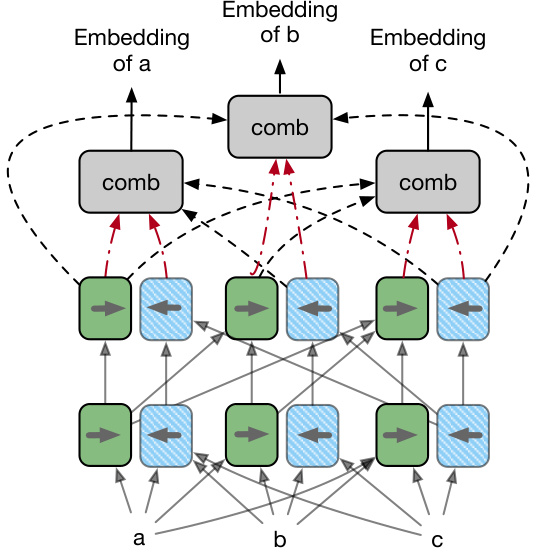 Embedding
of b
Embedding
of a
Embedding
of c
comb
comb
comb
a
b
c